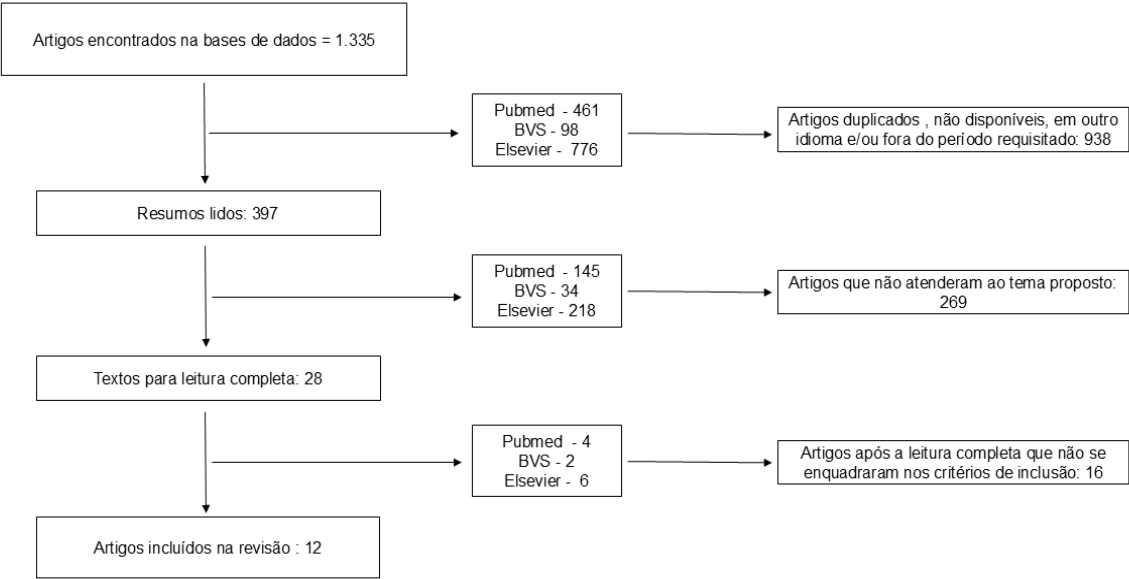 Artigos encontrados na bases de dados = 1.335
Pubmed - 461
BVS - 98
Elsevier - 776
Artigos duplicados , não disponíveis, em outro
idioma e/ou fora do período requisitado: 938
Resumos lidos: 397
Pubmed - 145
BVS - 34
Elsevier - 218
Artigos que não atenderam ao tema proposto:
269
Textos para leitura completa: 28
Pubmed - 4
BVS - 2
Elsevier - 6
Artigos após a leitura completa que não se
enquadraram nos critérios de inclusão: 16
Artigos incluídos na revisão : 12